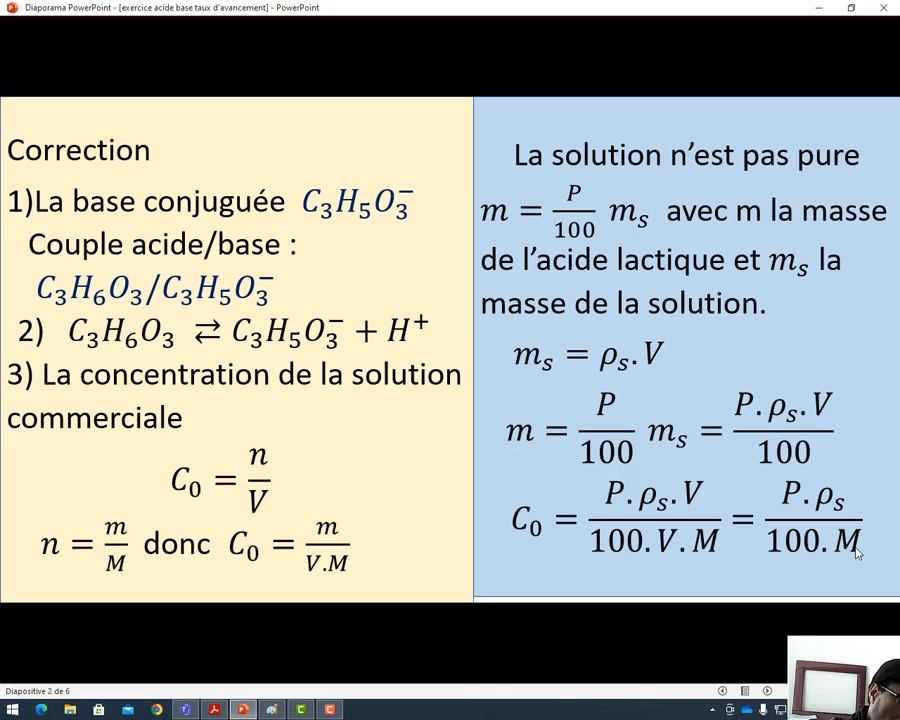 Diaporama PowerPoint - [exercice acide base taux d'avancement] - PowerPoint
Correction
1)La base conjuguée C₃H₅O₃⁻
Couple acide/base :
C₃H₆O₃/C₃H₅O₃⁻
2) C₃H₆O₃ ⇄ C₃H₅O₃⁻ + H⁺
3) La concentration de la solution
commerciale
C₀ = n/V
n = m/M donc C₀ = m/V.M
La solution n'est pas pure
m = P/100 mₛ avec m la masse
de l'acide lactique et mₛ la
masse de la solution.
mₛ = ρₛ.V
m = P/100 mₛ = P.ρₛ.V/100
C₀ = P.ρₛ.V/100.V.M = P.ρₛ/100.M
Diapositive 2 de 6